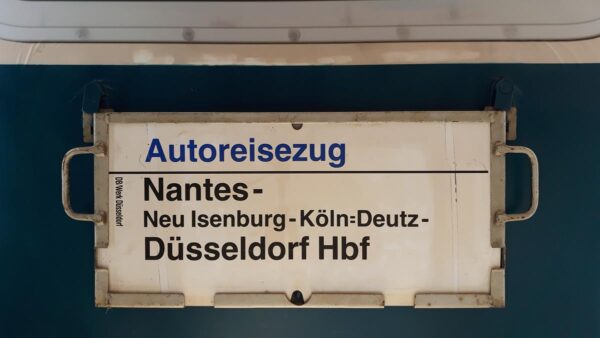 Autoreisezug
Nantes-
Neu Isenburg-Köln=Deutz-
Düsseldorf Hbf
DB Werk Düsseldorf